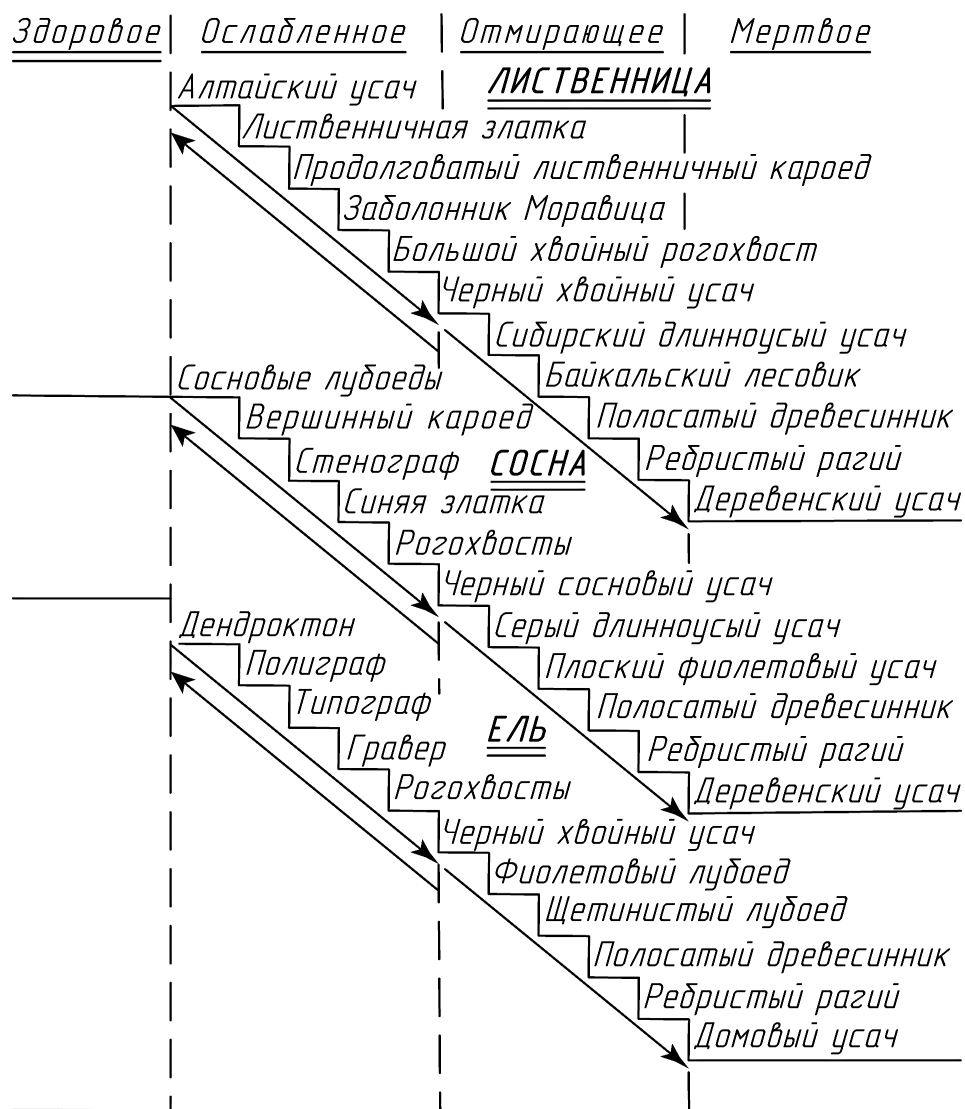 Здоровое Ослабленное Отмирающее Мертвое
Алтайский усач ЛИСТВЕННИЦА
Лиственничная златка
Продолговатый лиственничный кароед
Заболонник Моравица
Большой хвойный рогохвост
Черный хвойный усач
Сибирский длинноусый усач
Байкальский лесовик
Полосатый древесинник
Ребристый рагий
Деревенский усач
Сосновые лубоеды
Вершинный кароед
Стенограф СОСНА
Синяя златка
Рогохвосты
Черный сосновый усач
Серый длинноусый усач
Плоский фиолетовый усач
Полосатый древесинник
Ребристый рагий
Деревенский усач
Дендроктон
Полиграф
Типограф
Гравер ЕЛЬ
Рогохвосты
Черный хвойный усач
Фиолетовый лубоед
Щетинистый лубоед
Полосатый древесинник
Ребристый рагий
Домовый усач